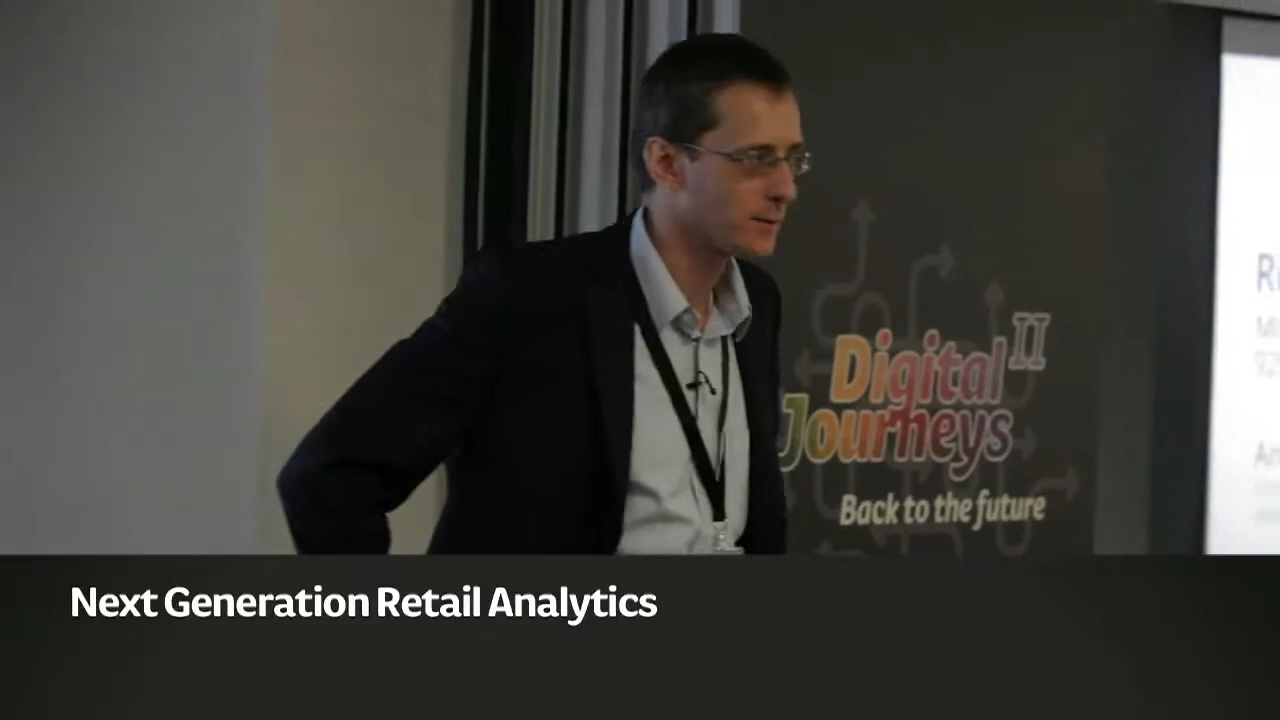 Digital II
Journeys
Back to the future
Next Generation Retail Analytics